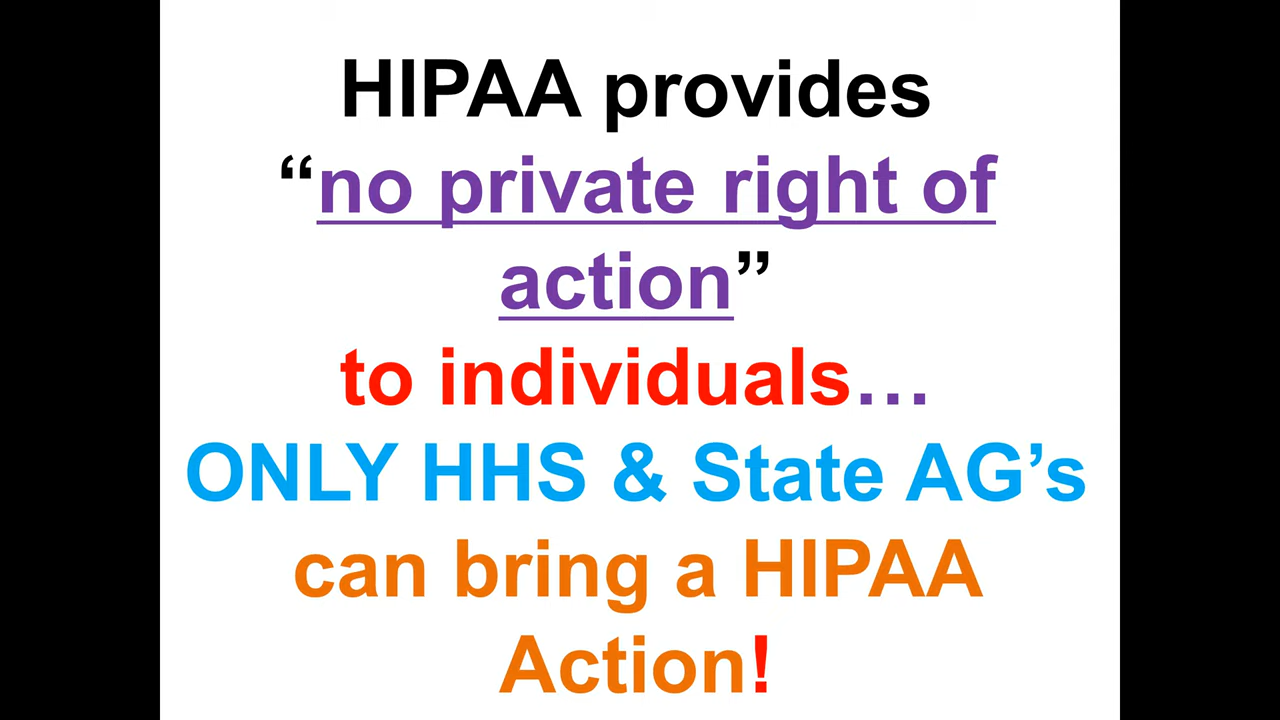 HIPAA provides
“no private right of
action”
to individuals…
ONLY HHS & State AG’s
can bring a HIPAA
Action!